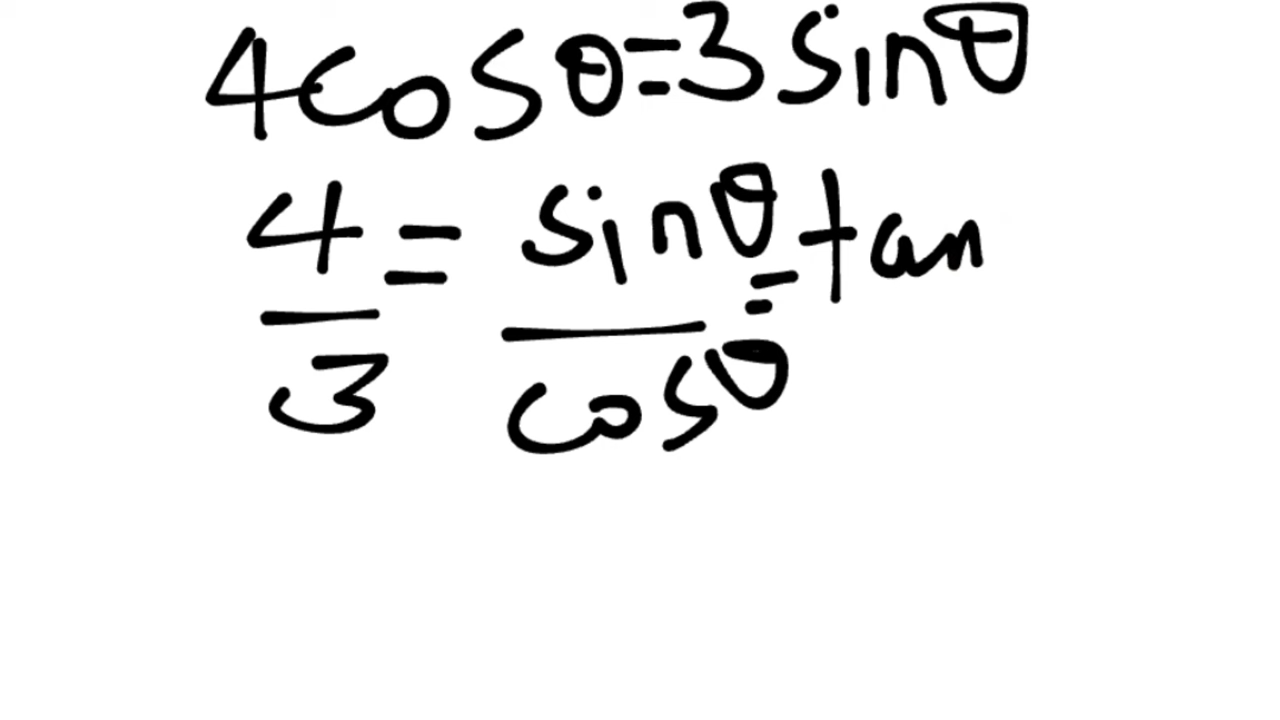 4cosθ=3sinθ
4/3 = sinθ/cosθ = tan